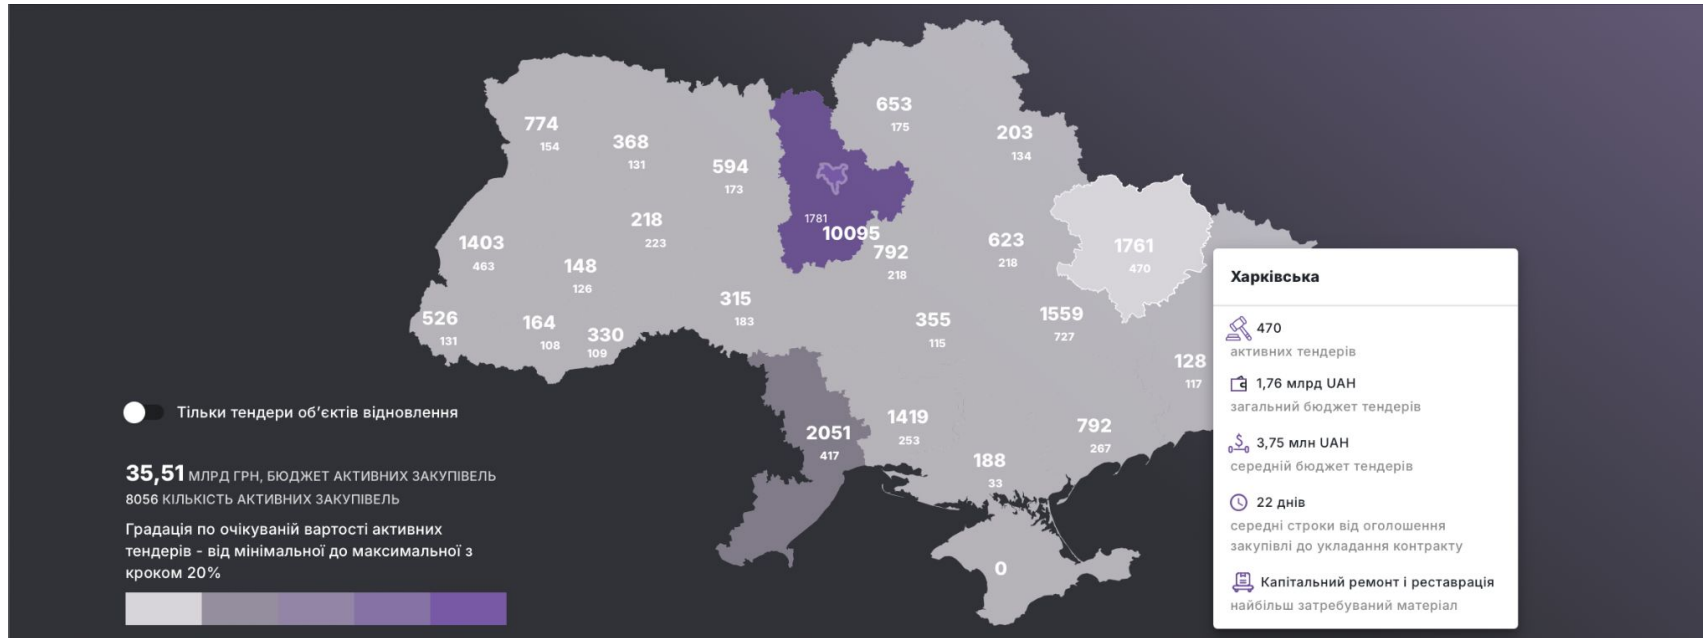 653
175
774
154
203
134
368
131
594
173
218
223
1781
10095
1403
463
623
218
1761
470
792
218
148
126
Харківська
315
183
526
131
164
108
330
109
355
115
1559
727
470
активних тендерів
128
117
1,76 млрд UAH
загальний бюджет тендерів
Тільки тендери об’єктів відновлення
2051
417
1419
253
792
267
3,75 млн UAH
середній бюджет тендерів
188
33
35,51 МЛРД ГРН, БЮДЖЕТ АКТИВНИХ ЗАКУПІВЕЛЬ
8056 КІЛЬКІСТЬ АКТИВНИХ ЗАКУПІВЕЛЬ
22 днів
середні строки від оголошення
закупівлі до укладання контракту
Градація по очікуваній вартості активних
тендерів - від мінімальної до максимальної з
кроком 20%
0
Капітальний ремонт і реставрація
найбільш затребуваний матеріал